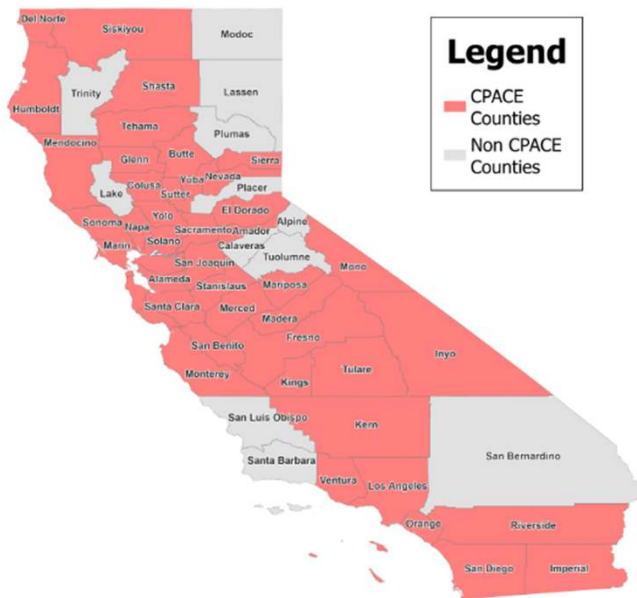 Del Norte
Siskiyou
Modoc
Legend
CPACE
Counties
Non CPACE
Counties
Trinity
Shasta
Lassen
Humboldt
Tehama
Plumas
Mendocino
Butte
Glenn
Sierra
Nevada
Yuba
Colusa
Placer
Lake
Sutter
Yolo
El Dorado
Sonoma
Napa
Alpine
Sacramento
Amador
Solano
Marin
Calaveras
Tuolumne
San Joaquin
Mono
Alameda
Stanislaus
Mariposa
Santa Clara
Merced
Madera
Fresno
San Benito
Inyo
Monterey
Kings
Tulare
San Luis Obispo
Kern
San Bernardino
Santa Barbara
Ventura
Los Angeles
Orange
Riverside
San Diego
Imperial